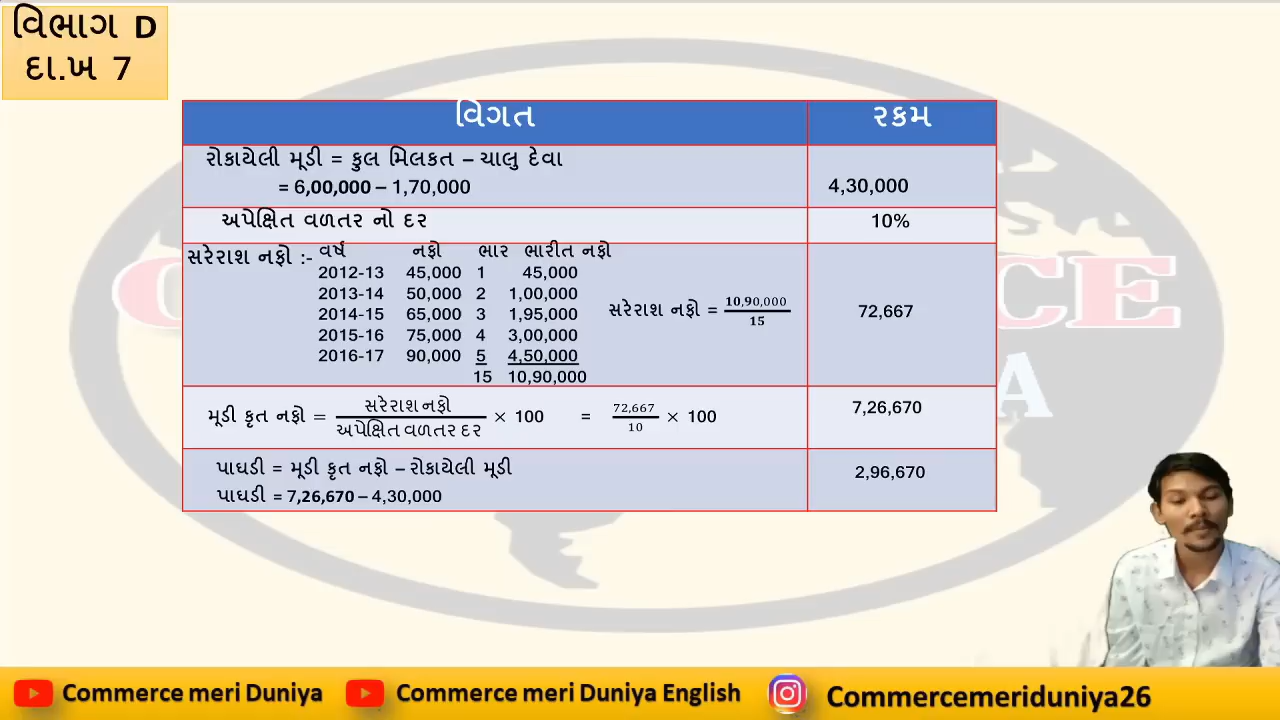 વિભાગ D
દા.ખ 7
વિગત રકમ
રોકાયેલી મૂડી = કુલ મિલકત – ચાલુ દેવા
= 6,00,000 – 1,70,000 4,30,000
અપેક્ષિત વળતર નો દર 10%
સરેરાશ નફો :- વર્ષ નફો ભાર ભારીત નફો
2012-13 45,000 1 45,000
2013-14 50,000 2 1,00,000
2014-15 65,000 3 1,95,000 સરેરાશ નફો = 10,90,000 / 15 72,667
2015-16 75,000 4 3,00,000
2016-17 90,000 5 4,50,000
15 10,90,000
મૂડી કૃત નફો = સરેરાશ નફો / અપેક્ષિત વળતર દર × 100 = 72,667 / 10 × 100 7,26,670
પાઘડી = મૂડી કૃત નફો – રોકાયેલી મૂડી 2,96,670
પાઘડી = 7,26,670 – 4,30,000
Commerce meri Duniya Commerce meri Duniya English Commercemeriduniya26